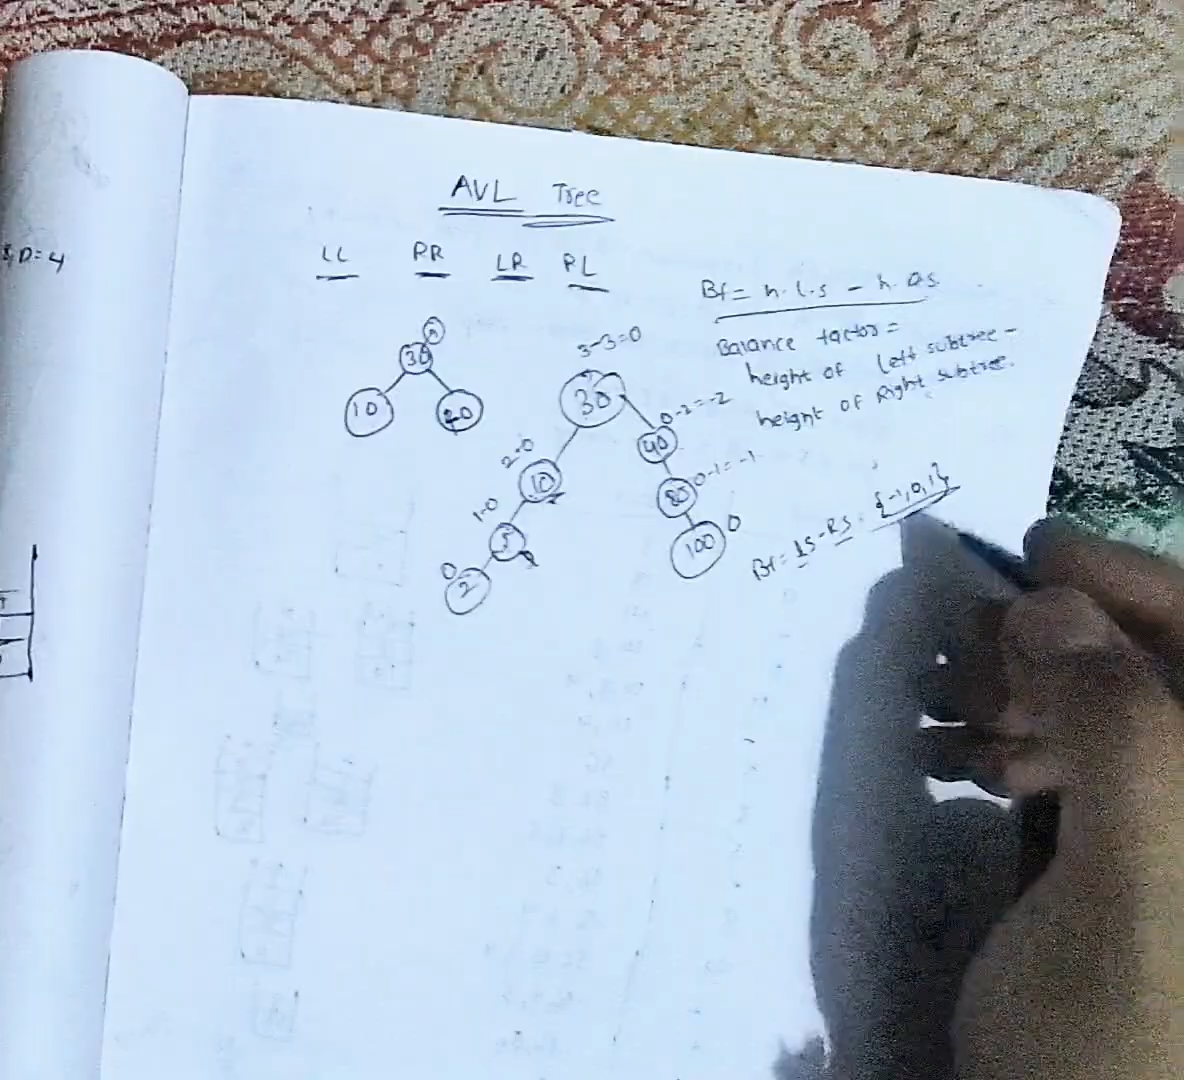 AVL Tree
LL RR LR RL
S,D=4
Bf = h.l.s - h.R.s.
Balance factor =
height of left subtree -
height of Right subtree.
0
30
10 20
3-3=0
30
0-2=-2
40
2-0
10
0-1=-1
80
1-0
5
0
100
0
2
Bf = LS - RS = {-1,0,1}